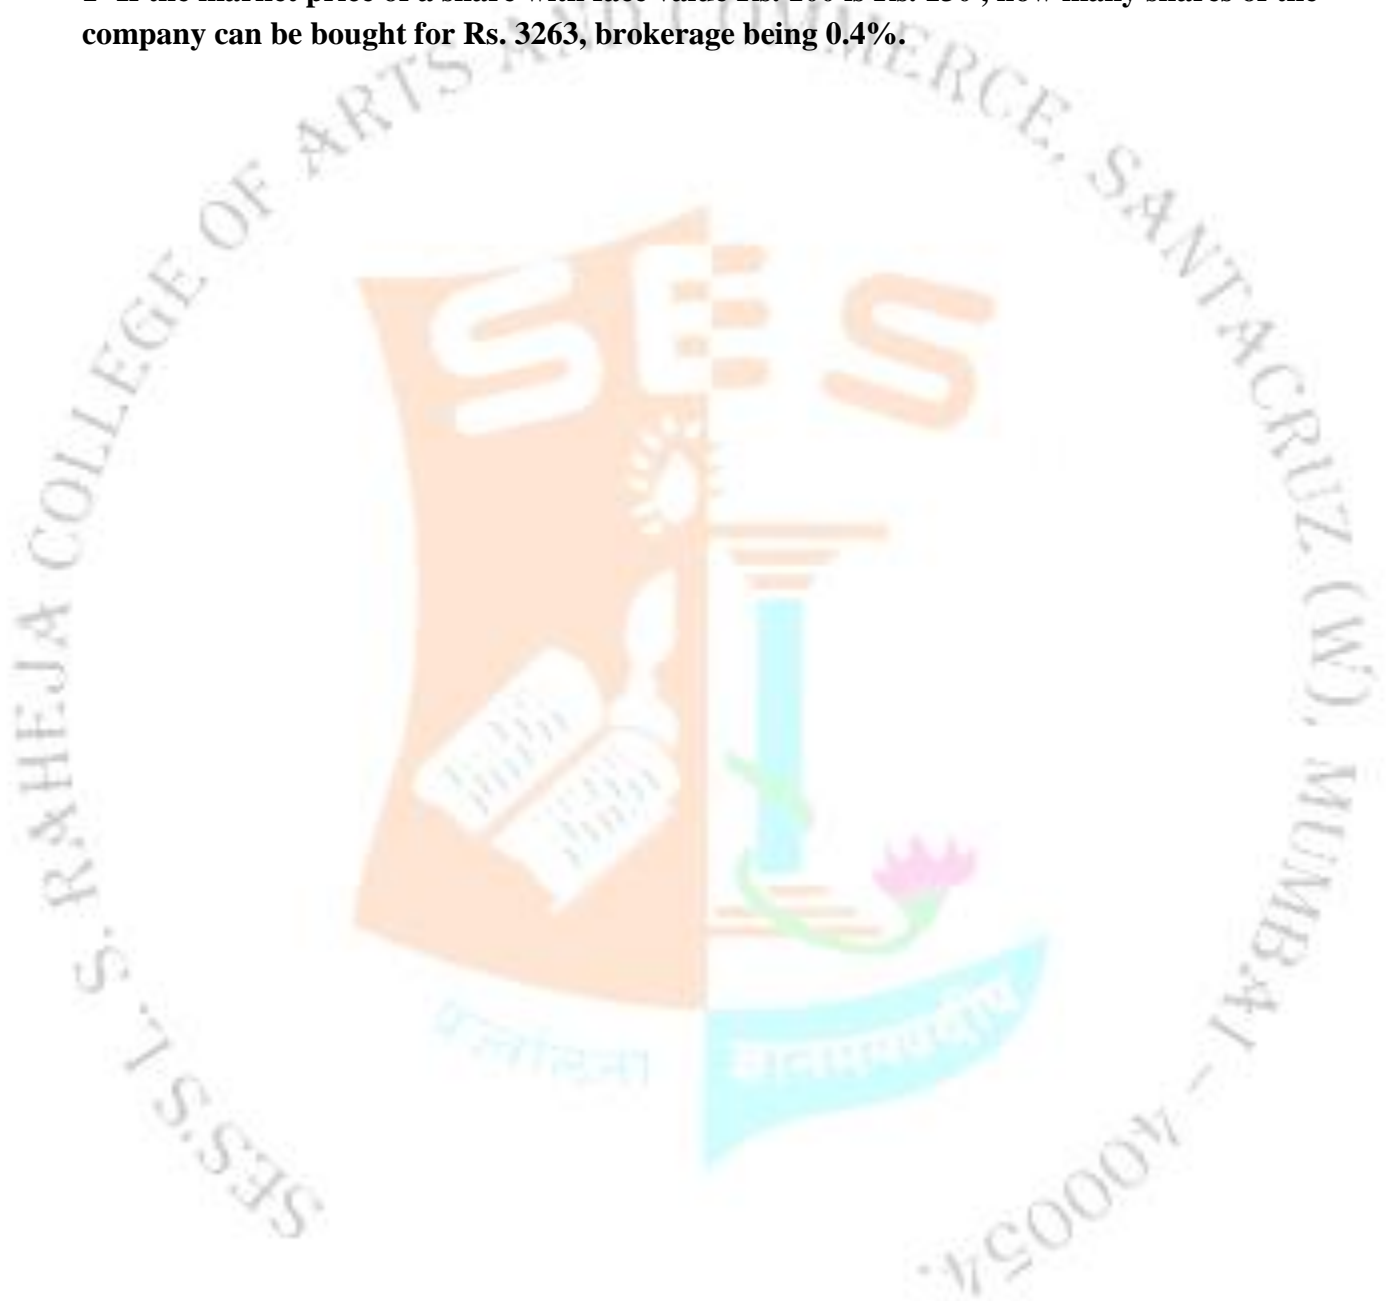 If the market price of a share with face value Rs. 100 is Rs. 130 , how many shares of the
company can be bought for Rs. 3263, brokerage being 0.4%.
SES'S L. S. RAHEJA COLLEGE OF ARTS AND COMMERCE, SANTACRUZ (W), MUMBAI – 400054.
SES